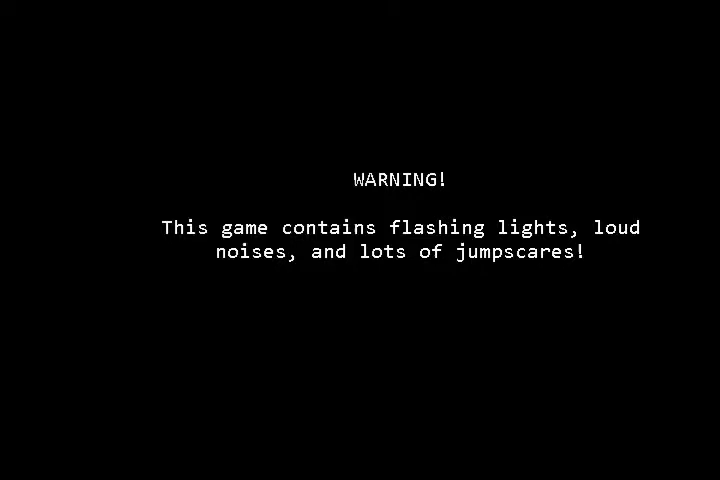 WARNING!
This game contains flashing lights, loud
noises, and lots of jumpscares!